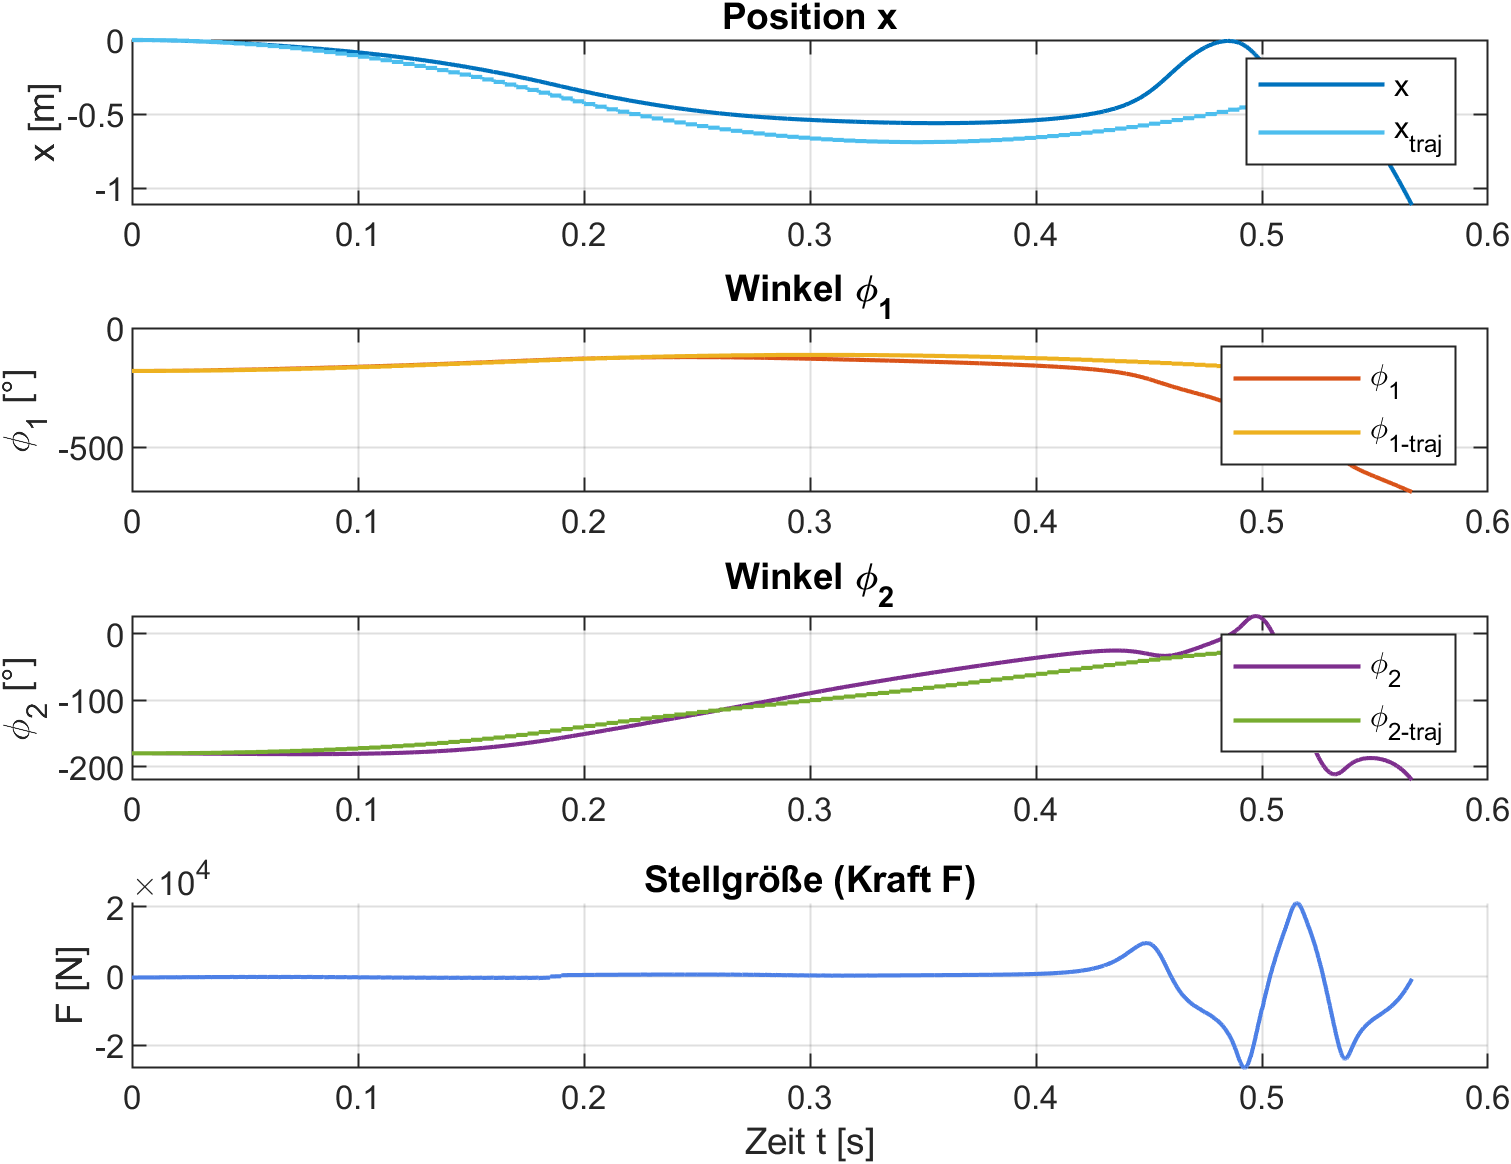 Position x
x [m]
0
-0.5
-1
x
x_traj
0 0.1 0.2 0.3 0.4 0.5 0.6
Winkel ϕ_1
ϕ_1 [°]
0
-500
ϕ_1
ϕ_1-traj
0 0.1 0.2 0.3 0.4 0.5 0.6
Winkel ϕ_2
ϕ_2 [°]
0
-100
-200
ϕ_2
ϕ_2-traj
0 0.1 0.2 0.3 0.4 0.5 0.6
Stellgröße (Kraft F)
×10^4
F [N]
2
0
-2
0 0.1 0.2 0.3 0.4 0.5 0.6
Zeit t [s]